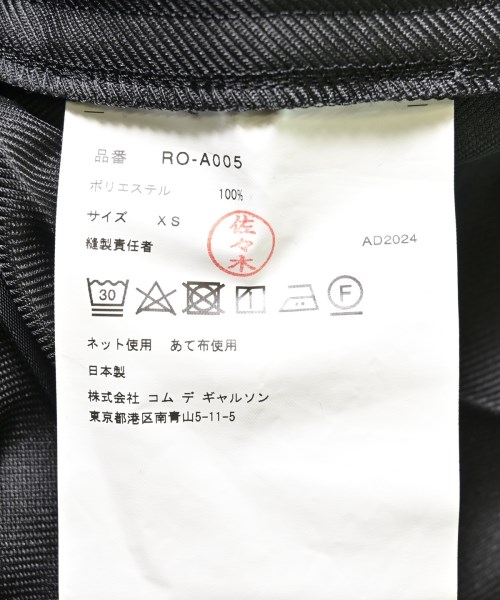 品番 RO-A005
ポリエステル 100%
サイズ XS
縫製責任者 佐々木 AD2024
30 F
ネット使用 あて布使用
日本製
株式会社 コム デ ギャルソン
東京都港区南青山5-11-5